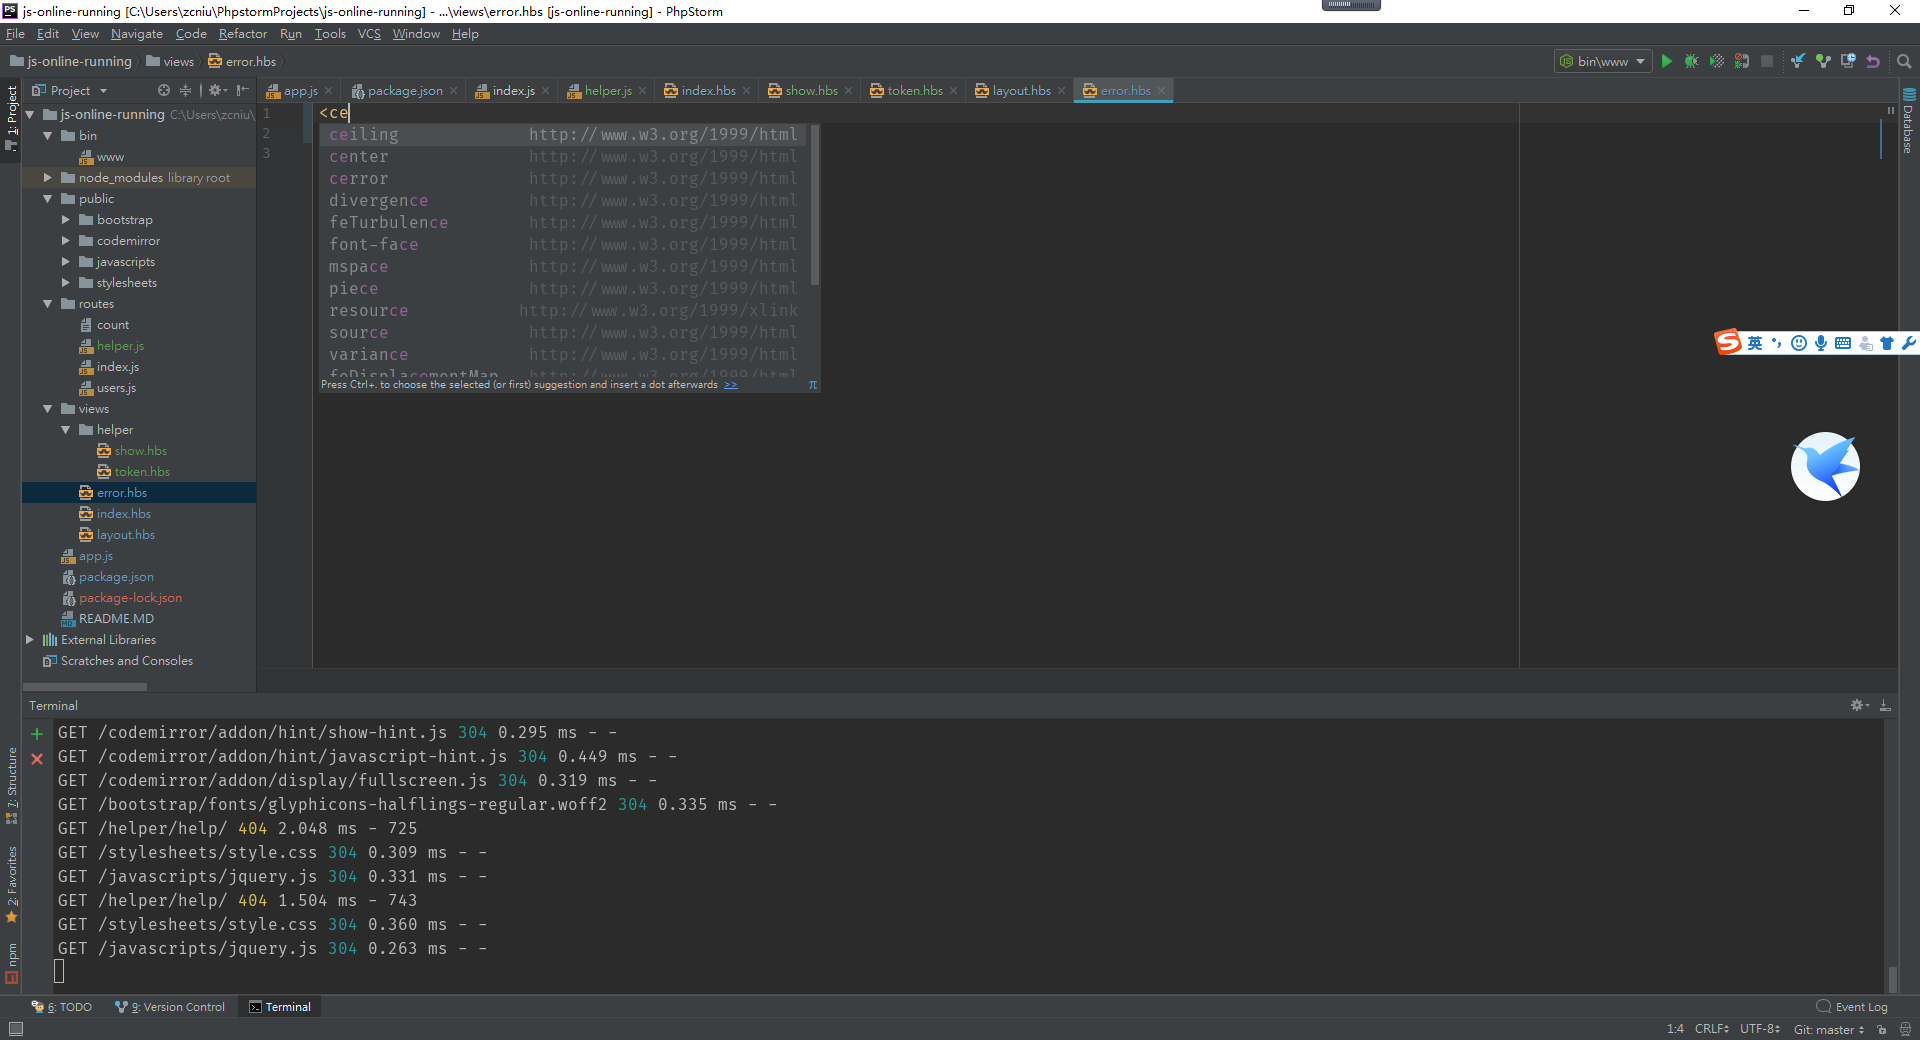 js-online-running [C:\Users\zcniu\PhpstormProjects\js-online-running] - ...\views\error.hbs [js-online-running] - PhpStorm
File Edit View Navigate Code Refactor Run Tools VCS Window Help
js-online-running views error.hbs bin\www
Project
app.js package.json index.js helper.js index.hbs show.hbs token.hbs layout.hbs error.hbs
1: Project
js-online-running C:\Users\zcniu\
bin
www
node_modules library root
public
bootstrap
codemirror
javascripts
stylesheets
routes
count
helper.js
index.js
users.js
views
helper
show.hbs
token.hbs
error.hbs
index.hbs
layout.hbs
app.js
package.json
package-lock.json
README.MD
External Libraries
Scratches and Consoles
1 <ce
2
3
ceiling http://www.w3.org/1999/html
center http://www.w3.org/1999/html
cerror http://www.w3.org/1999/html
divergence http://www.w3.org/1999/html
feTurbulence http://www.w3.org/1999/html
font-face http://www.w3.org/1999/html
mspace http://www.w3.org/1999/html
piece http://www.w3.org/1999/html
resource http://www.w3.org/1999/xlink
source http://www.w3.org/1999/html
variance http://www.w3.org/1999/html
feDisplacementMap http://www.w3.org/1999/html
Press Ctrl+. to choose the selected (or first) suggestion and insert a dot afterwards >> π
Database
S 英
Terminal
GET /codemirror/addon/hint/show-hint.js 304 0.295 ms - -
GET /codemirror/addon/hint/javascript-hint.js 304 0.449 ms - -
GET /codemirror/addon/display/fullscreen.js 304 0.319 ms - -
GET /bootstrap/fonts/glyphicons-halflings-regular.woff2 304 0.335 ms - -
GET /helper/help/ 404 2.048 ms - 725
GET /stylesheets/style.css 304 0.309 ms - -
GET /javascripts/jquery.js 304 0.331 ms - -
GET /helper/help/ 404 1.504 ms - 743
GET /stylesheets/style.css 304 0.360 ms - -
GET /javascripts/jquery.js 304 0.263 ms - -
7: Structure
2: Favorites
npm
6: TODO 9: Version Control Terminal Event Log
1:4 CRLF UTF-8 Git: master